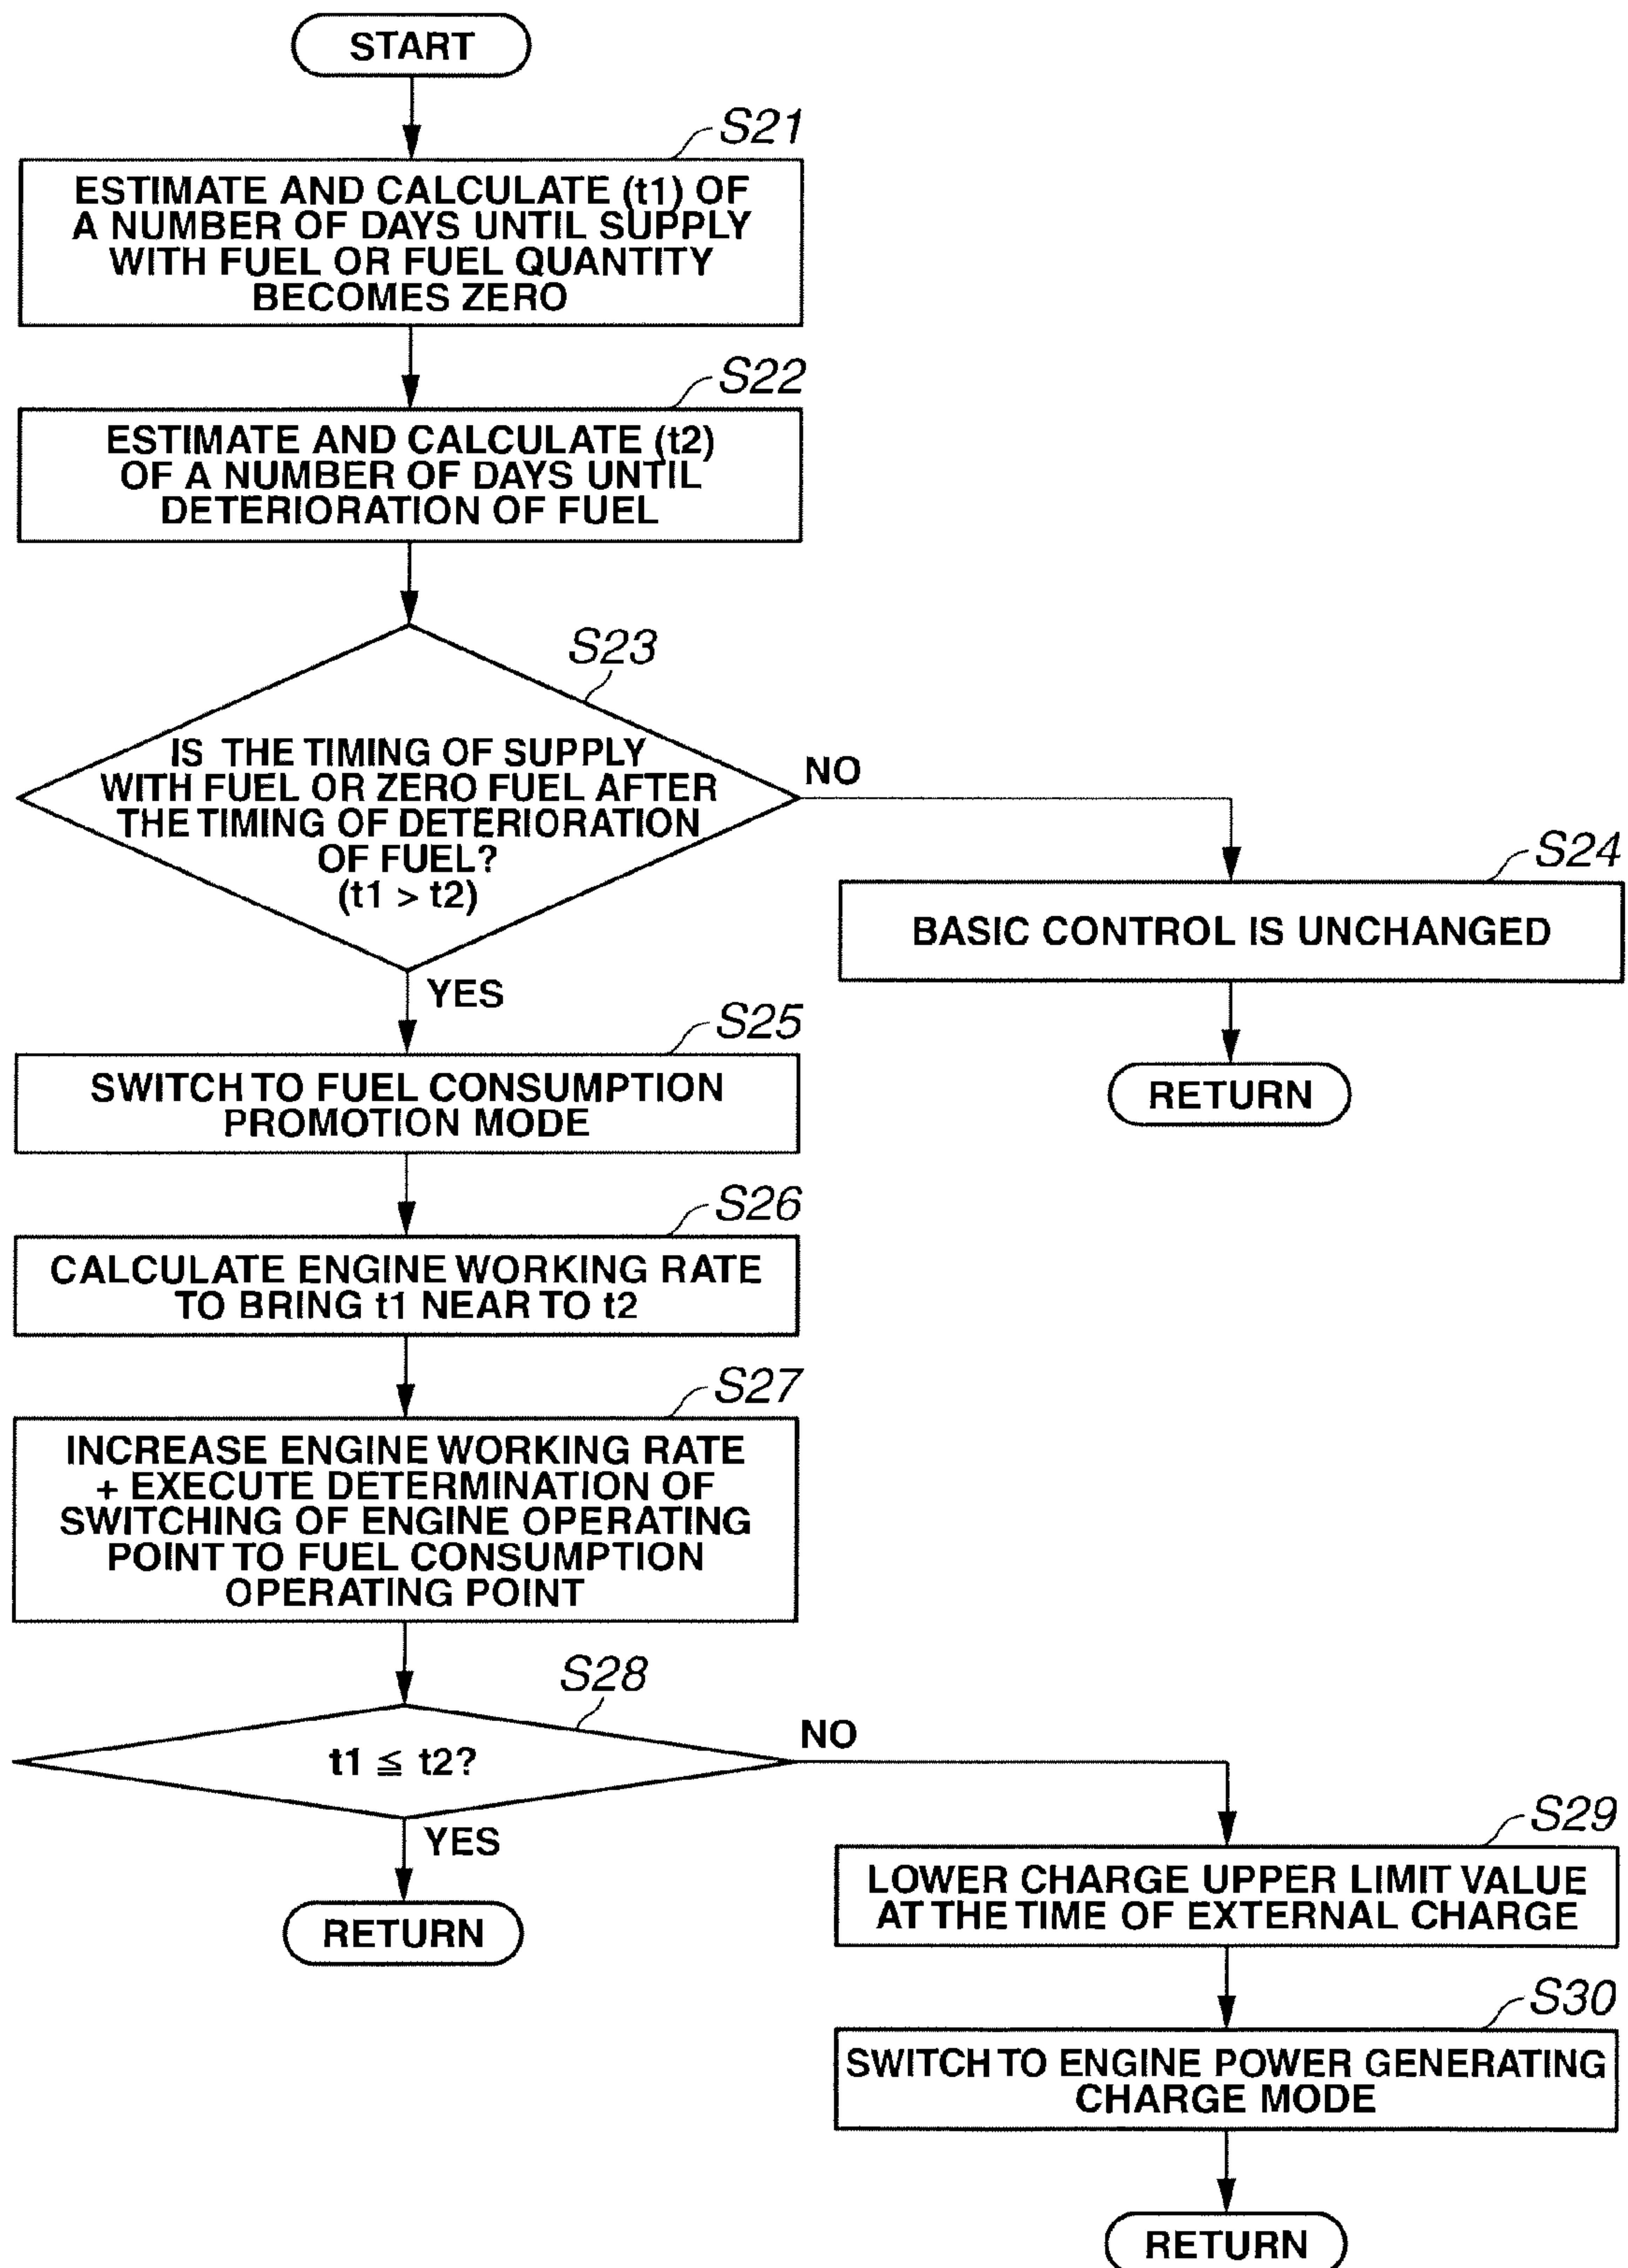 START
S21
ESTIMATE AND CALCULATE (t1) OF
A NUMBER OF DAYS UNTIL SUPPLY
WITH FUEL OR FUEL QUANTITY
BECOMES ZERO
S22
ESTIMATE AND CALCULATE (t2)
OF A NUMBER OF DAYS UNTIL
DETERIORATION OF FUEL
S23
IS THE TIMING OF SUPPLY
WITH FUEL OR ZERO FUEL AFTER
THE TIMING OF DETERIORATION
OF FUEL?
(t1 > t2)
NO
S24
BASIC CONTROL IS UNCHANGED
RETURN
YES
S25
SWITCH TO FUEL CONSUMPTION
PROMOTION MODE
S26
CALCULATE ENGINE WORKING RATE
TO BRING t1 NEAR TO t2
S27
INCREASE ENGINE WORKING RATE
+ EXECUTE DETERMINATION OF
SWITCHING OF ENGINE OPERATING
POINT TO FUEL CONSUMPTION
OPERATING POINT
S28
t1 ≦ t2?
NO
YES
RETURN
S29
LOWER CHARGE UPPER LIMIT VALUE
AT THE TIME OF EXTERNAL CHARGE
S30
SWITCH TO ENGINE POWER GENERATING
CHARGE MODE
RETURN